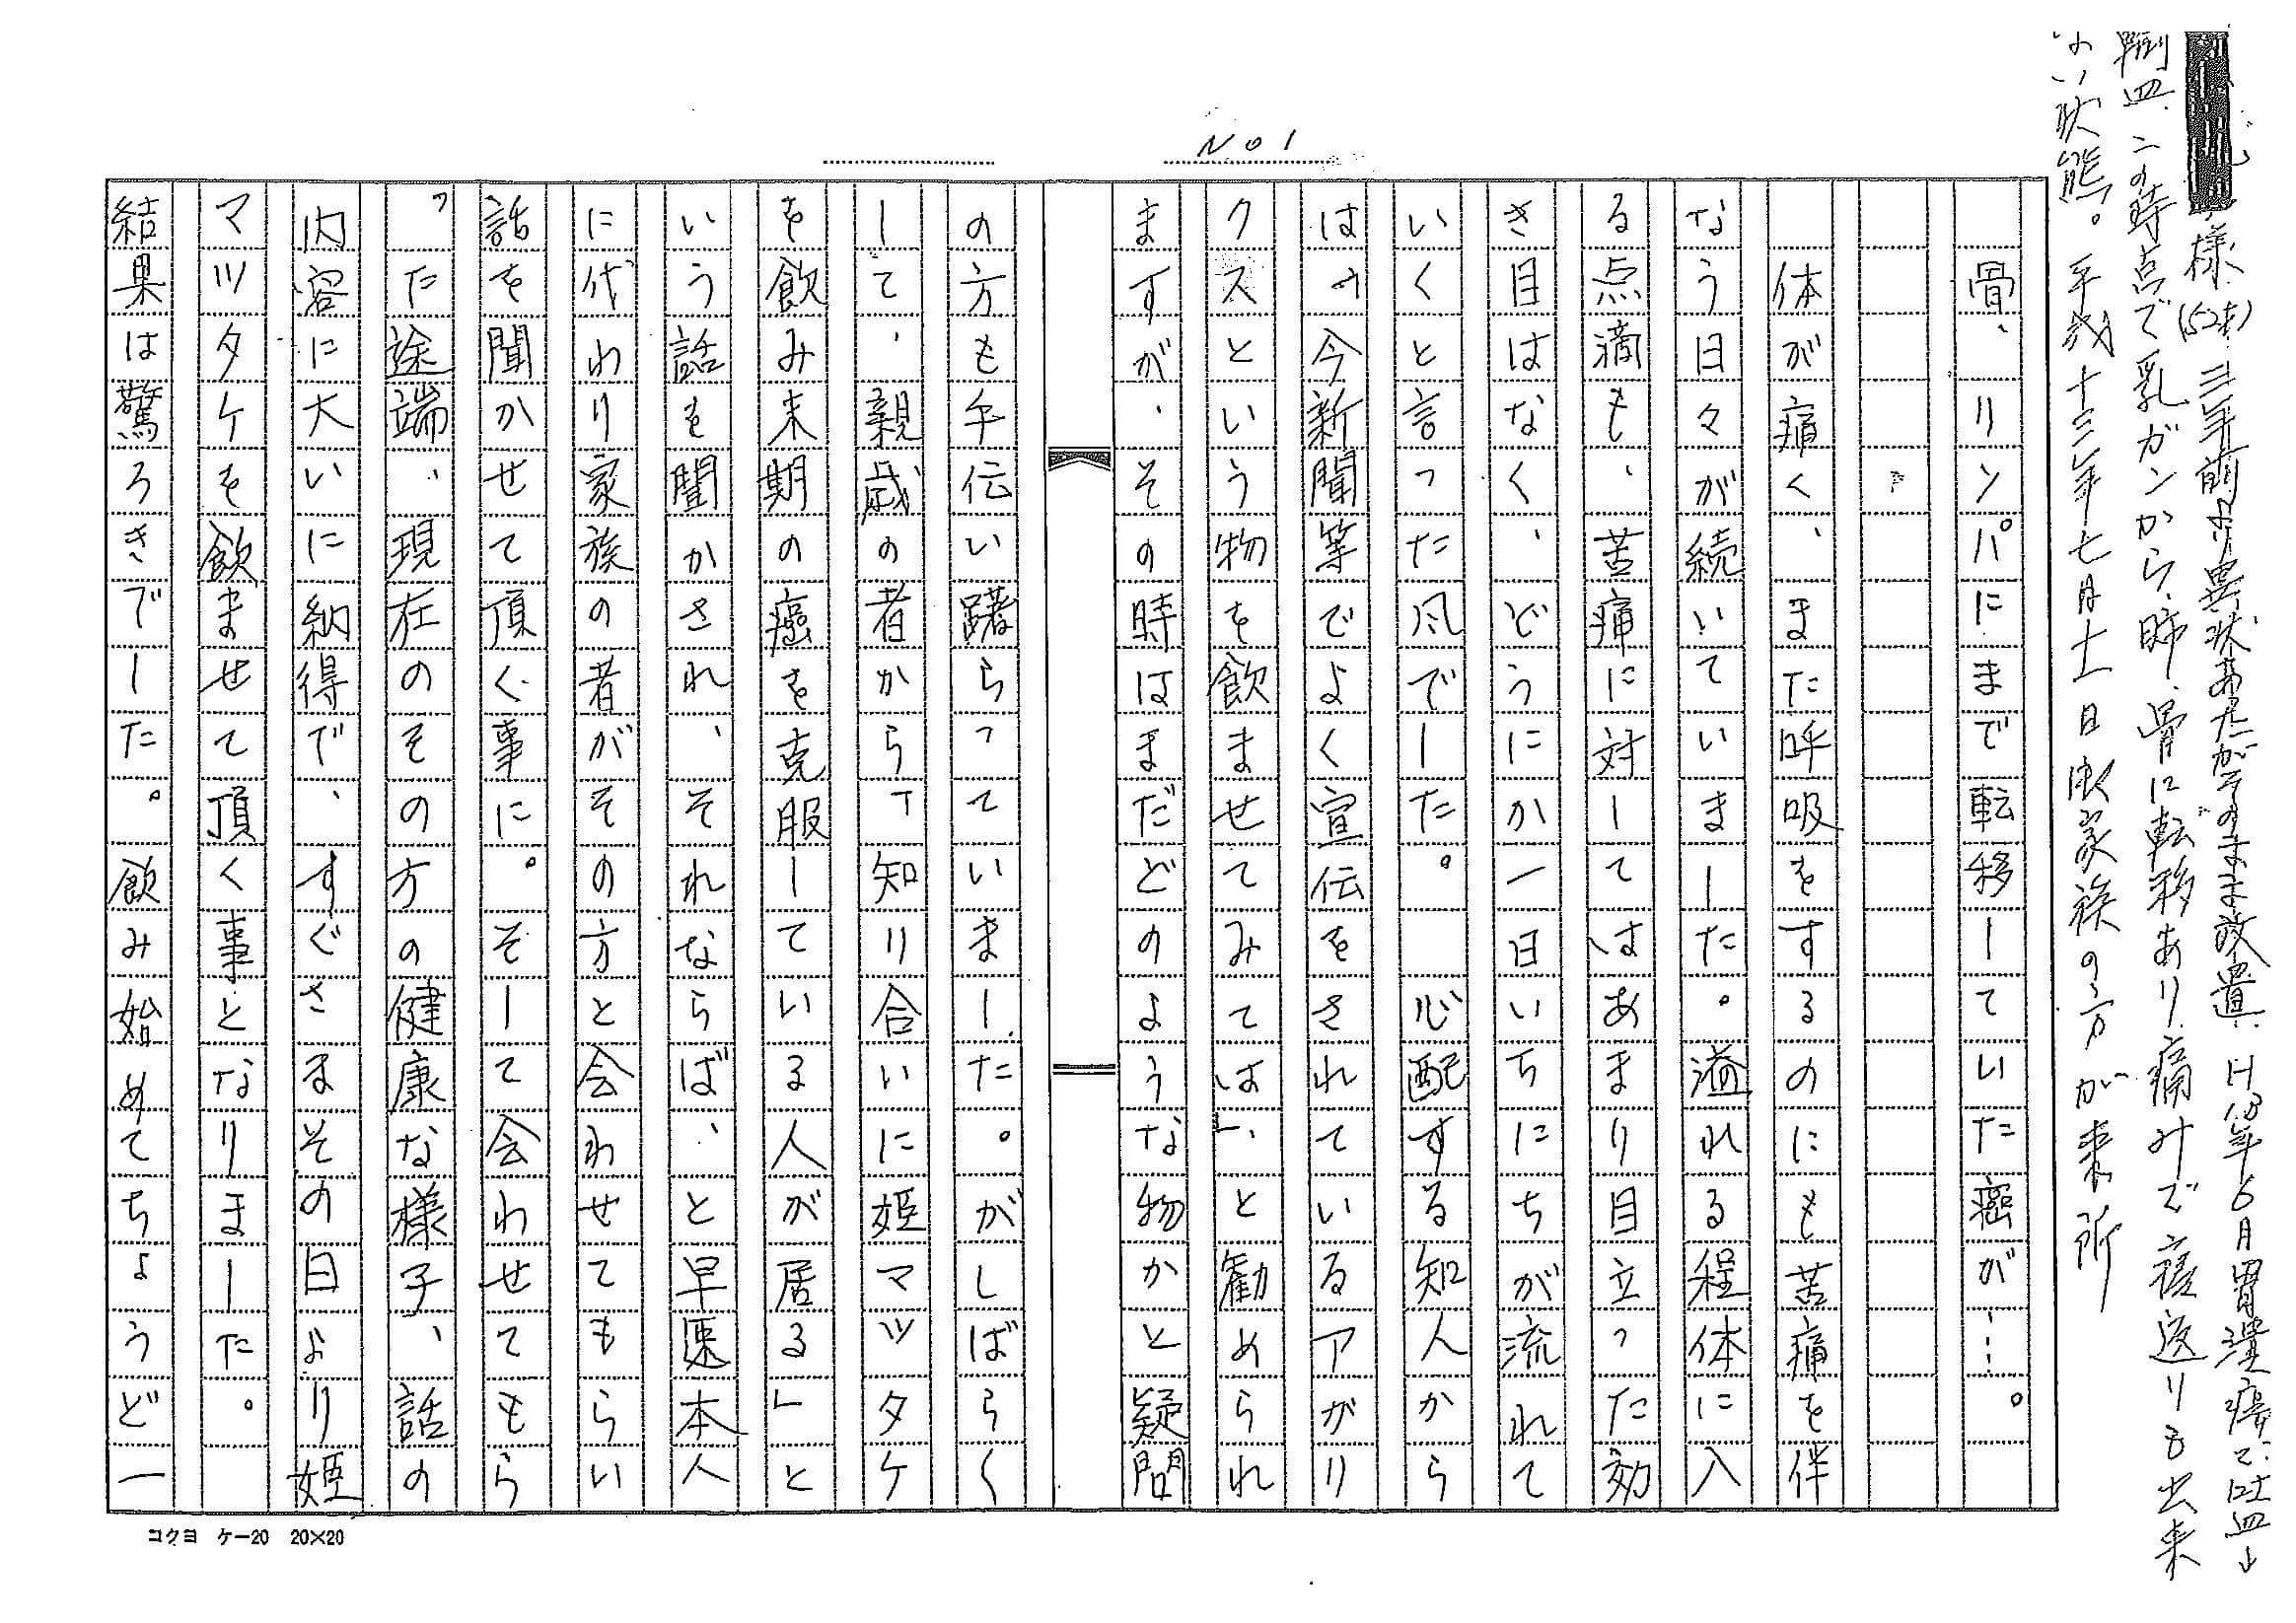 様(52才)三年前より異状あったがそのまま放置。H13年6月胃潰瘍で吐血→
輸血、この時点で乳ガンから、肺、骨に転移あり、痛みで寝返りも出来
ない状態。平成十三年七月十一日御家族の方が来所
NO1
骨、リンパにまで転移していた癌が…。
体が痛く、また呼吸をするのにも苦痛を伴
なう日々が続いていました。溢れる程体に入
る点滴も、苦痛に対してはあまり目立った効
き目はなく、どうにか一日いちにちが流れて
いくと言った風でした。 心配する知人から
は「今新聞等でよく宣伝をされているアガリ
クスという物を飲ませてみては」、と勧められ
ますが、その時はまだどのような物かと疑問
の方も手伝い躇らっていました。がしばらく
して、親戚の者から「知り合いに姫マツタケ
を飲み末期の癌を克服している人が居る」と
いう話を聞かされ、それならば、と早速本人
に代わり家族の者がその方と会わせてもらい
話を聞かせて頂く事に。そして会わせてもら
った途端、現在のその方の健康な様子、話の
内容に大いに納得で、すぐさまその日より姫
マツタケを飲ませて頂く事となりました。
結果は驚ろきでした。飲み始めてちょうど一
コクヨ ケー20 20×20